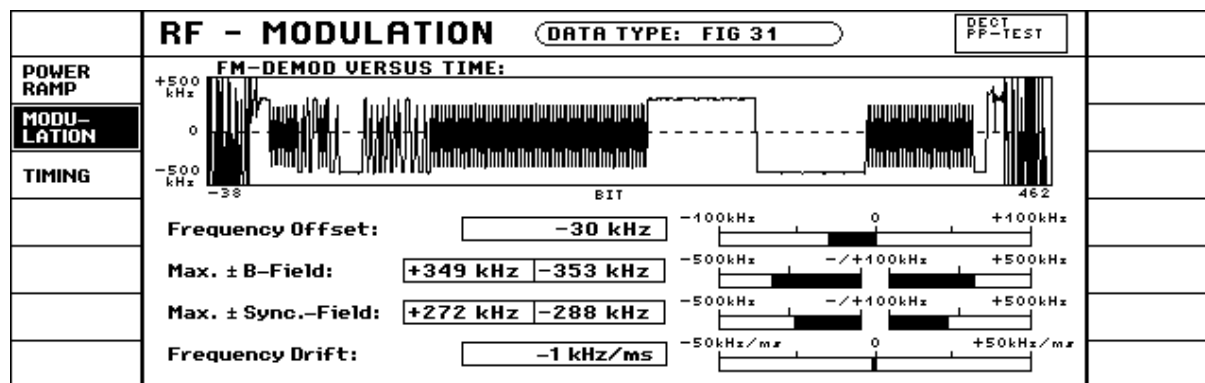 RF - MODULATION
DATA TYPE: FIG 31
DECT
PP-TEST
POWER
RAMP
MODU-
LATION
TIMING
FM-DEMOD VERSUS TIME:
+500
kHz
0
-500
kHz
-38
BIT
462
Frequency Offset: -30 kHz
-100kHz 0 +100kHz
Max. ± B-Field: +349 kHz -353 kHz
-500kHz -/+100kHz +500kHz
Max. ± Sync.-Field: +272 kHz -288 kHz
-500kHz -/+100kHz +500kHz
Frequency Drift: -1 kHz/ms
-50kHz/ms 0 +50kHz/ms